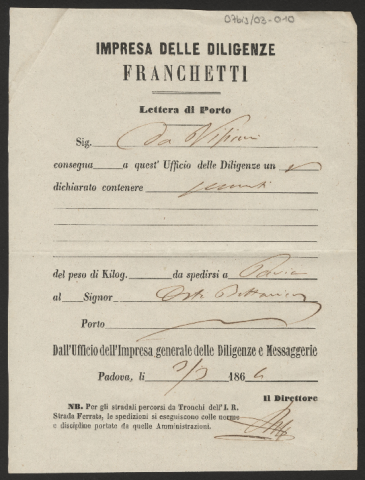 076/s/03-010
IMPRESA DELLE DILIGENZE
FRANCHETTI
Lettera di Porto
Sig. Da
consegna a quest' Ufficio delle Diligenze un
dichiarato contenere
del peso di Kilog. da spedirsi a Pavia
al Signor
Porto
Dall'Ufficio dell'Impresa generale delle Diligenze e Messaggerie
Padova, li 186
Il Direttore
NB. Per gli stradali percorsi da Tronchi dell'I. R.
Strada Ferrata, le spedizioni si eseguiscono colle norme
e discipline portate da quelle Amministrazioni.